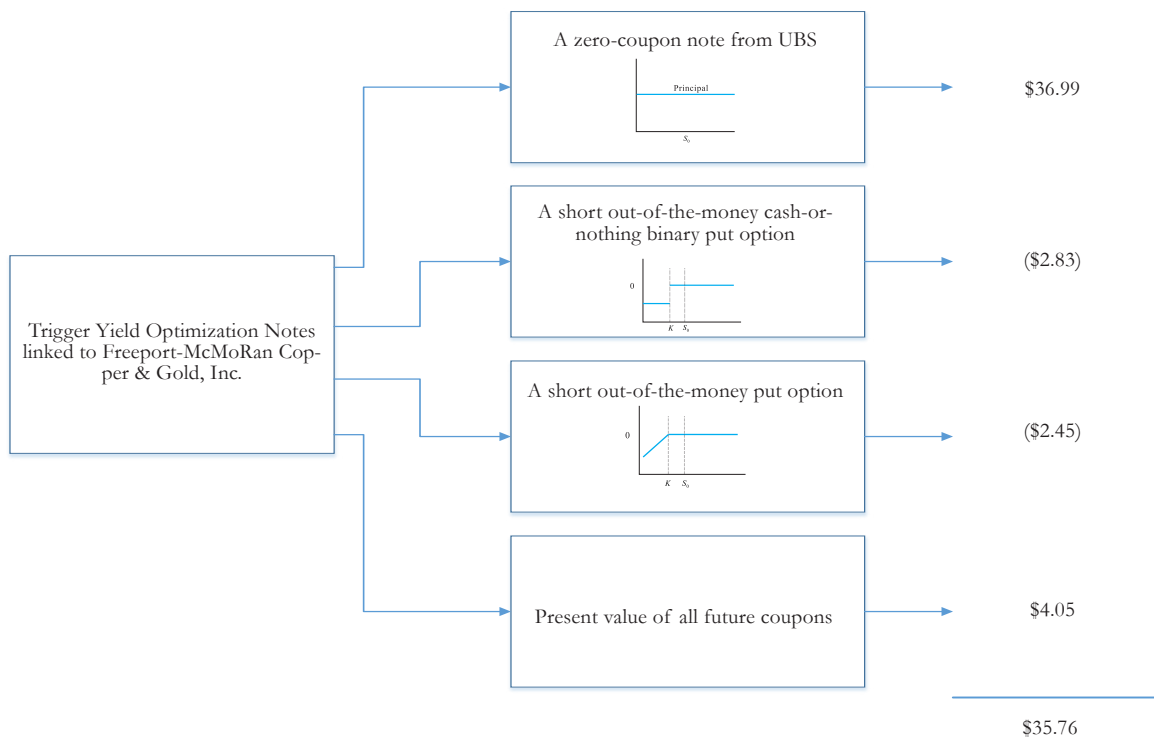 A zero-coupon note from UBS
Principal
S0
$36.99
A short out-of-the-money cash-or-
nothing binary put option
0
K
S0
($2.83)
Trigger Yield Optimization Notes
linked to Freeport-McMoRan Cop-
per & Gold, Inc.
A short out-of-the-money put option
0
K
S0
($2.45)
Present value of all future coupons
$4.05
$35.76